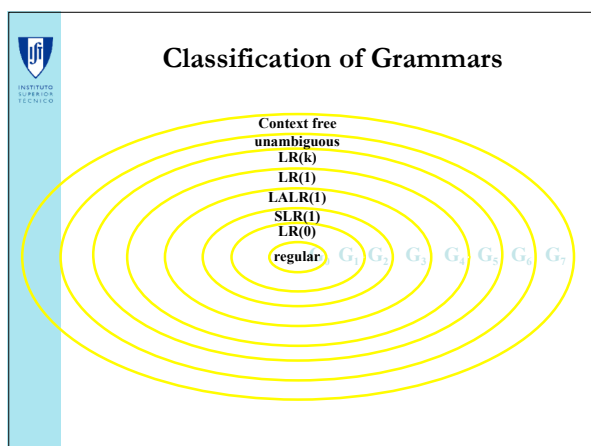 Classification of Grammars
INSTITUTO
SUPERIOR
TÉCNICO
Context free
unambiguous
LR(k)
LR(1)
LALR(1)
SLR(1)
LR(0)
regular G₁ G₂ G₃ G₄ G₅ G₆ G₇